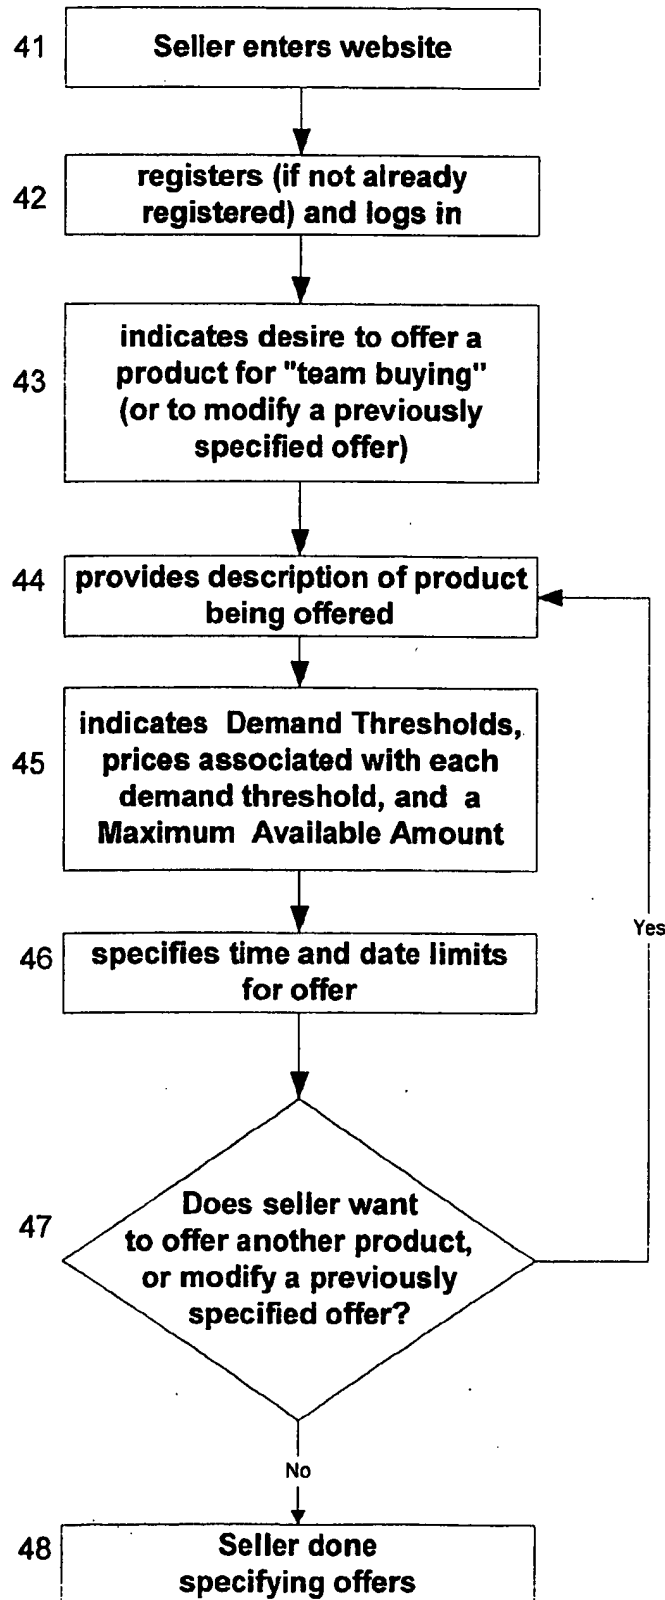 41
Seller enters website
42
registers (if not already
registered) and logs in
43
indicates desire to offer a
product for "team buying"
(or to modify a previously
specified offer)
44
provides description of product
being offered
45
indicates Demand Thresholds,
prices associated with each
demand threshold, and a
Maximum Available Amount
46
specifies time and date limits
for offer
Yes
47
Does seller want
to offer another product,
or modify a previously
specified offer?
No
48
Seller done
specifying offers